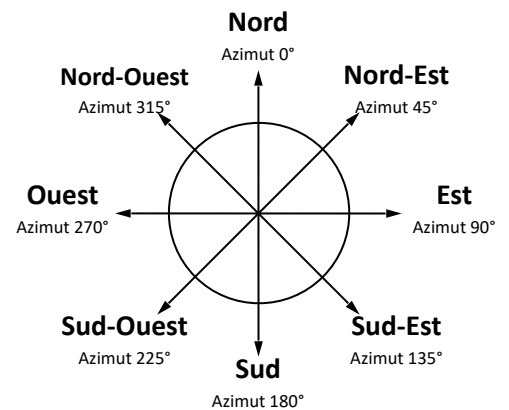 Nord
Azimut 0°
Nord-Ouest
Azimut 315°
Nord-Est
Azimut 45°
Ouest
Azimut 270°
Est
Azimut 90°
Sud-Ouest
Azimut 225°
Sud-Est
Azimut 135°
Sud
Azimut 180°